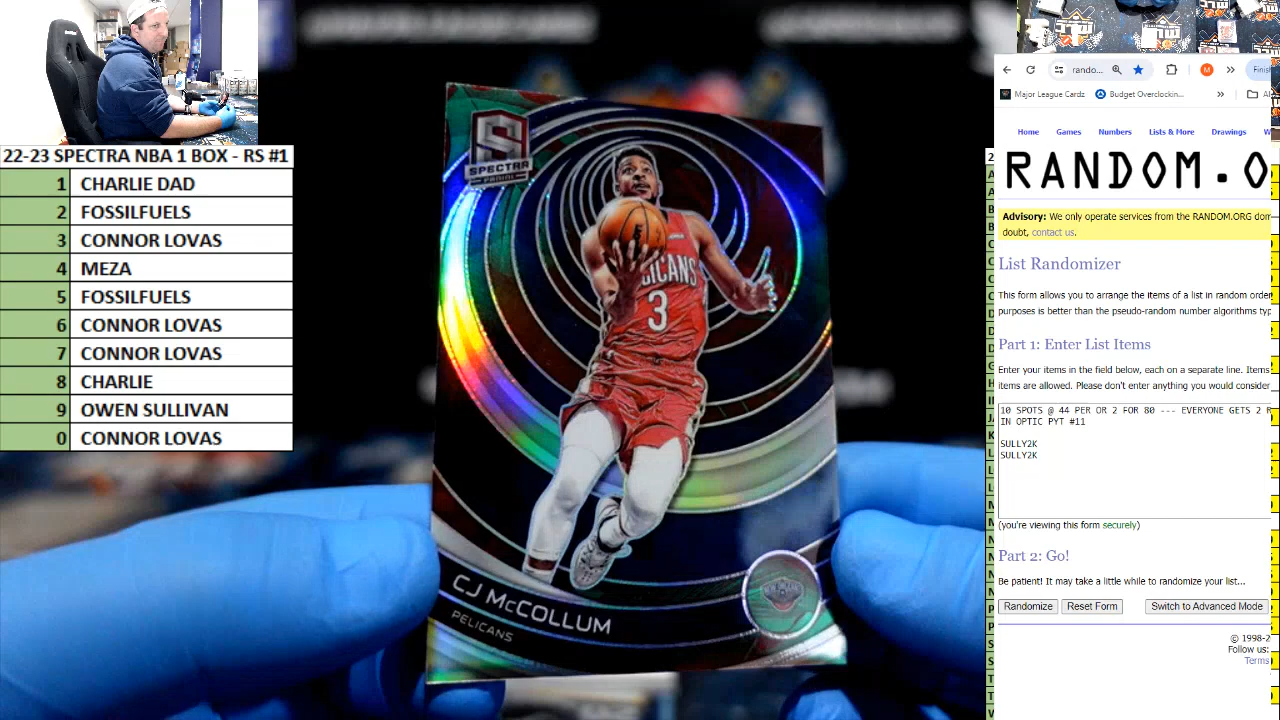 22-23 SPECTRA NBA 1 BOX - RS #1
1 CHARLIE DAD
2 FOSSILFUELS
3 CONNOR LOVAS
4 MEZA
5 FOSSILFUELS
6 CONNOR LOVAS
7 CONNOR LOVAS
8 CHARLIE
9 OWEN SULLIVAN
0 CONNOR LOVAS
SPECTRA
PANINI
PELICANS
3
CJ McCOLLUM
PELICANS
rando...
M
Major League Cardz
Budget Overclockin...
Home Games Numbers Lists & More Drawings
RANDOM.O
Advisory: We only operate services from the RANDOM.ORG
doubt, contact us.
List Randomizer
This form allows you to arrange the items of a list in random order
purposes is better than the pseudo-random number algorithms
Part 1: Enter List Items
Enter your items in the field below, each on a separate line. Items
items are allowed. Please don't enter anything you would consider
10 SPOTS @ 44 PER OR 2 FOR 80 --- EVERYONE GETS 2 R
IN OPTIC PYT #11
SULLY2K
SULLY2K
(you're viewing this form securely)
Part 2: Go!
Be patient! It may take a little while to randomize your list...
Randomize Reset Form Switch to Advanced Mode
© 1998-2
Follow us:
Terms